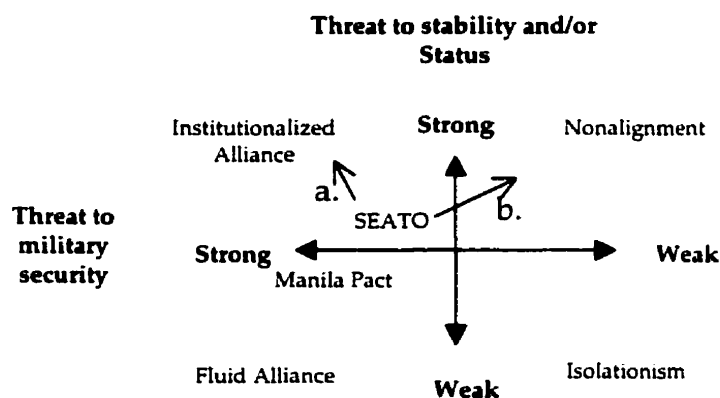 Threat to stability and/or
Status
Institutionalized
Alliance
Strong
Nonalignment
a.
SEATO
b.
Threat to
military
security
Strong
Weak
Manila Pact
Fluid Alliance
Weak
Isolationism